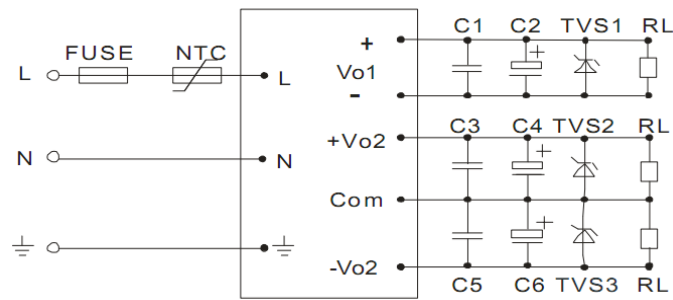 C1 C2 TVS1 RL
FUSE NTC
+
L
L
Vo1
-
C3 C4 TVS2 RL
+Vo2
N
N
Com
-Vo2
C5 C6 TVS3 RL